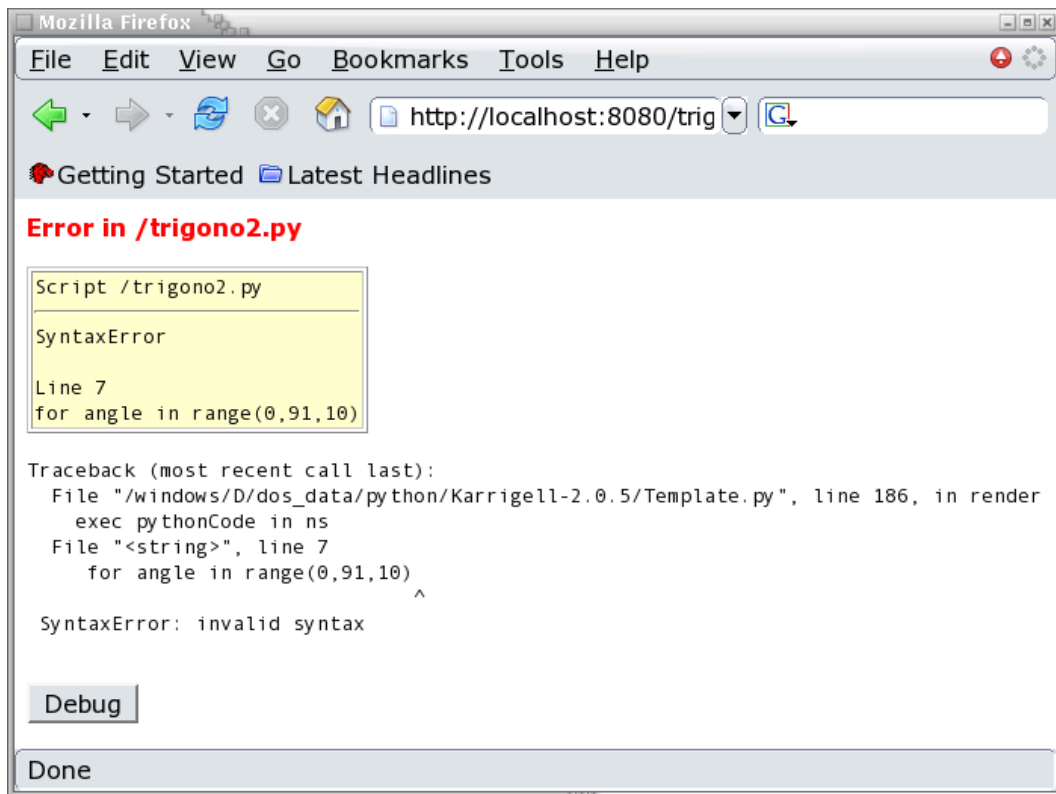 Mozilla Firefox
File Edit View Go Bookmarks Tools Help
http://localhost:8080/trig G
Getting Started Latest Headlines
Error in /trigono2.py
Script /trigono2.py
SyntaxError
Line 7
for angle in range(0,91,10)
Traceback (most recent call last):
File "/windows/D/dos_data/python/Karrigell-2.0.5/Template.py", line 186, in render
exec pythonCode in ns
File "<string>", line 7
for angle in range(0,91,10)
^
SyntaxError: invalid syntax
Debug
Done